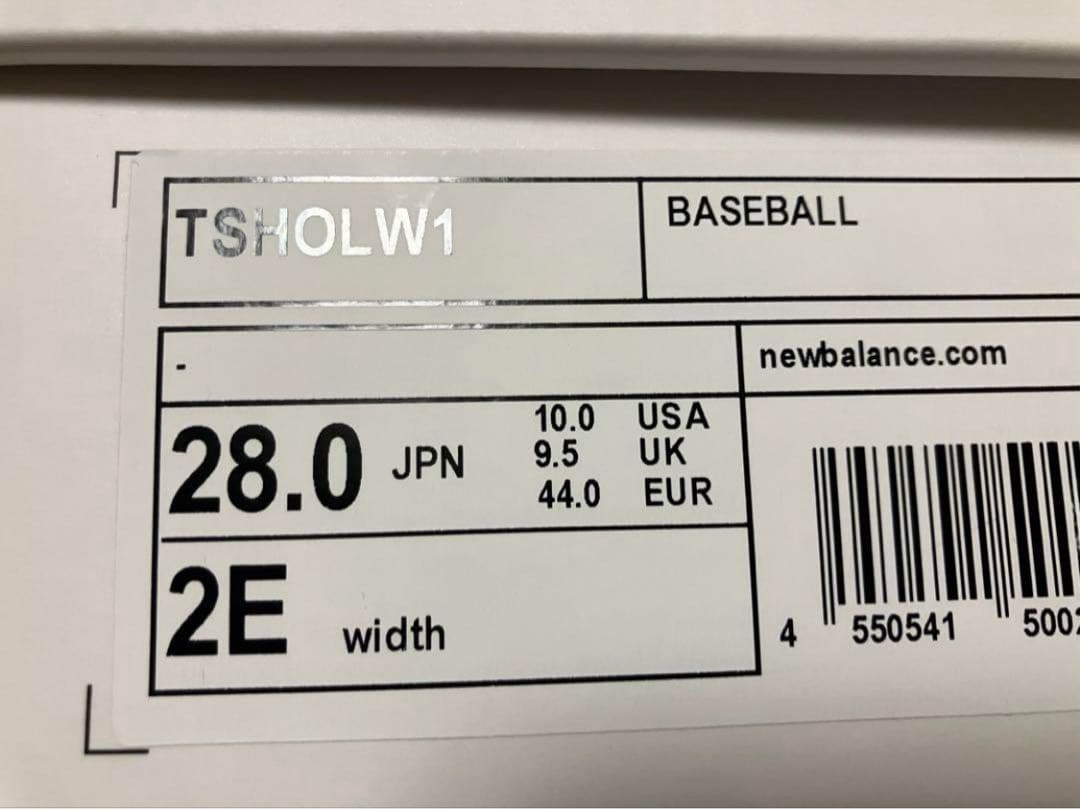 TSHOLW1
BASEBALL
-
newbalance.com
28.0 JPN
10.0 USA
9.5 UK
44.0 EUR
2E width
4 550541 500